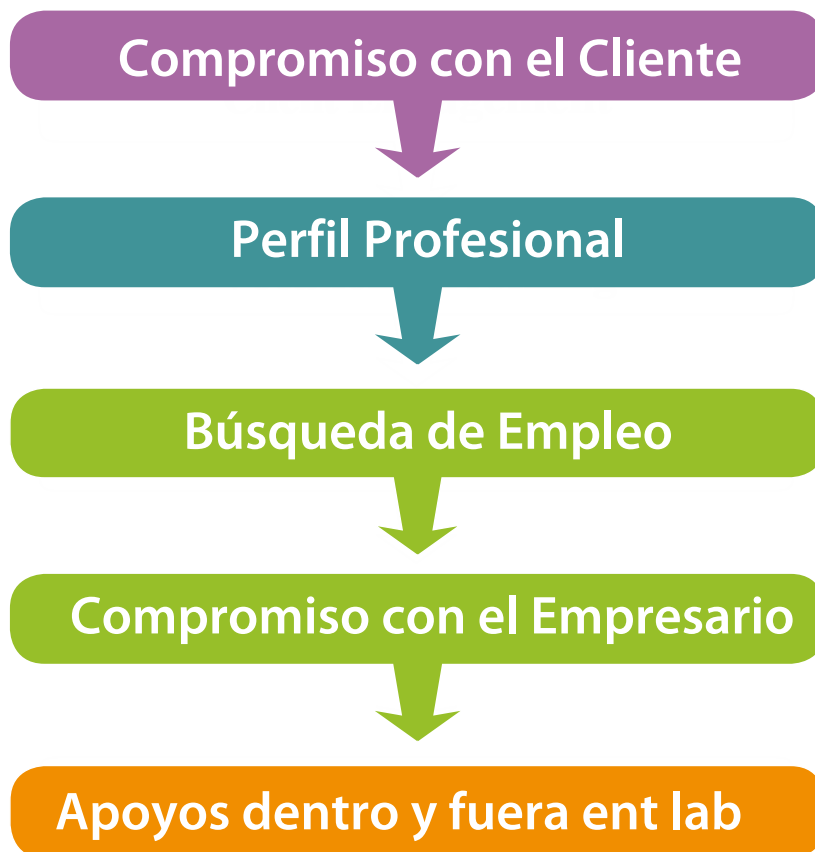 Compromiso con el Cliente
Perfil Profesional
Búsqueda de Empleo
Compromiso con el Empresario
Apoyos dentro y fuera ent lab